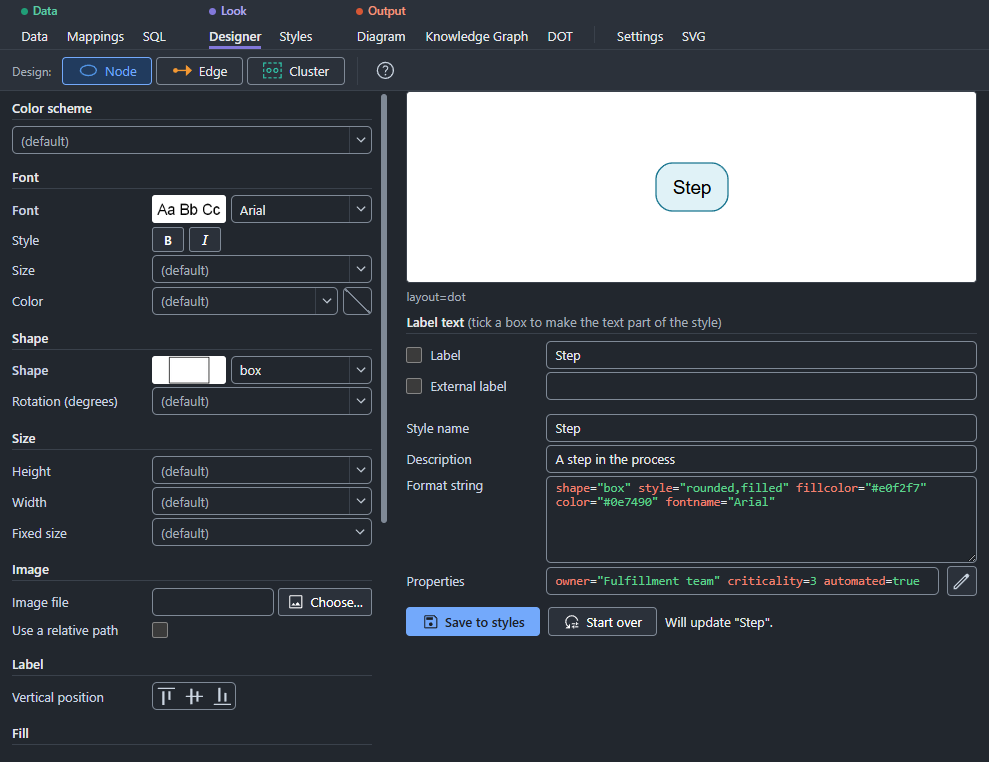 Data Look Output
Data Mappings SQL Designer Styles Diagram Knowledge Graph DOT Settings SVG
Design: Node Edge Cluster ?
Color scheme
(default)
Font
Font Aa Bb Cc Arial
Style B I
Size (default)
Color (default)
Shape
Shape box
Rotation (degrees) (default)
Size
Height (default)
Width (default)
Fixed size (default)
Image
Image file Choose...
Use a relative path
Label
Vertical position
Fill
Step
layout=dot
Label text (tick a box to make the text part of the style)
Label Step
External label
Style name Step
Description A step in the process
Format string shape="box" style="rounded,filled" fillcolor="#e0f2f7"
color="#0e7490" fontname="Arial"
Properties owner="Fulfillment team" criticality=3 automated=true
Save to styles Start over Will update "Step".